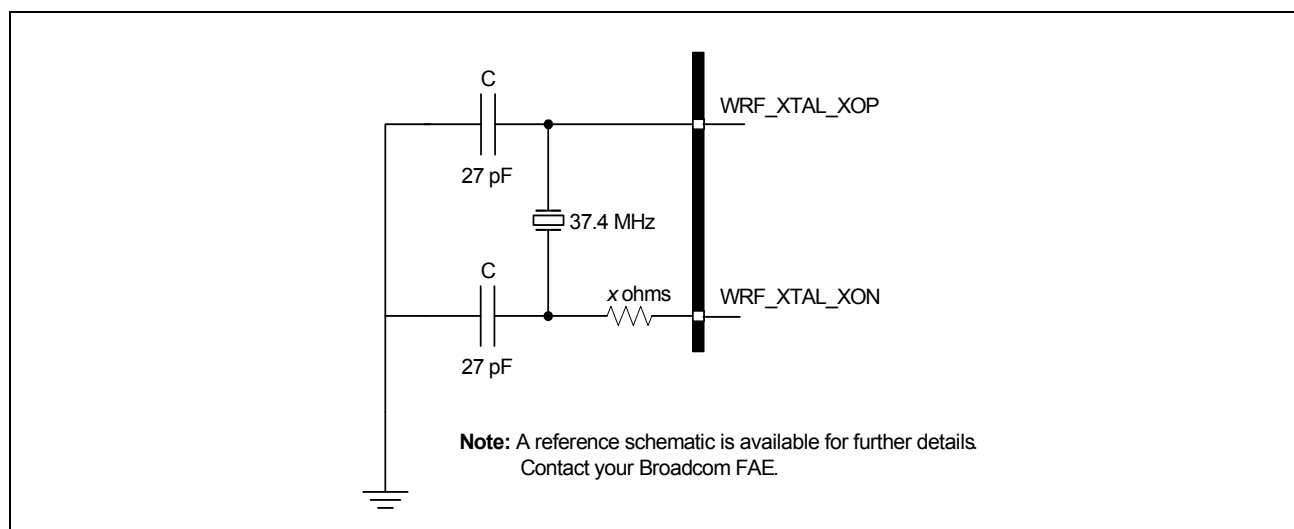 C
WRF_XTAL_XOP
27 pF
37.4 MHz
C
x ohms
WRF_XTAL_XON
27 pF
Note: A reference schematic is available for further details.
Contact your Broadcom FAE.